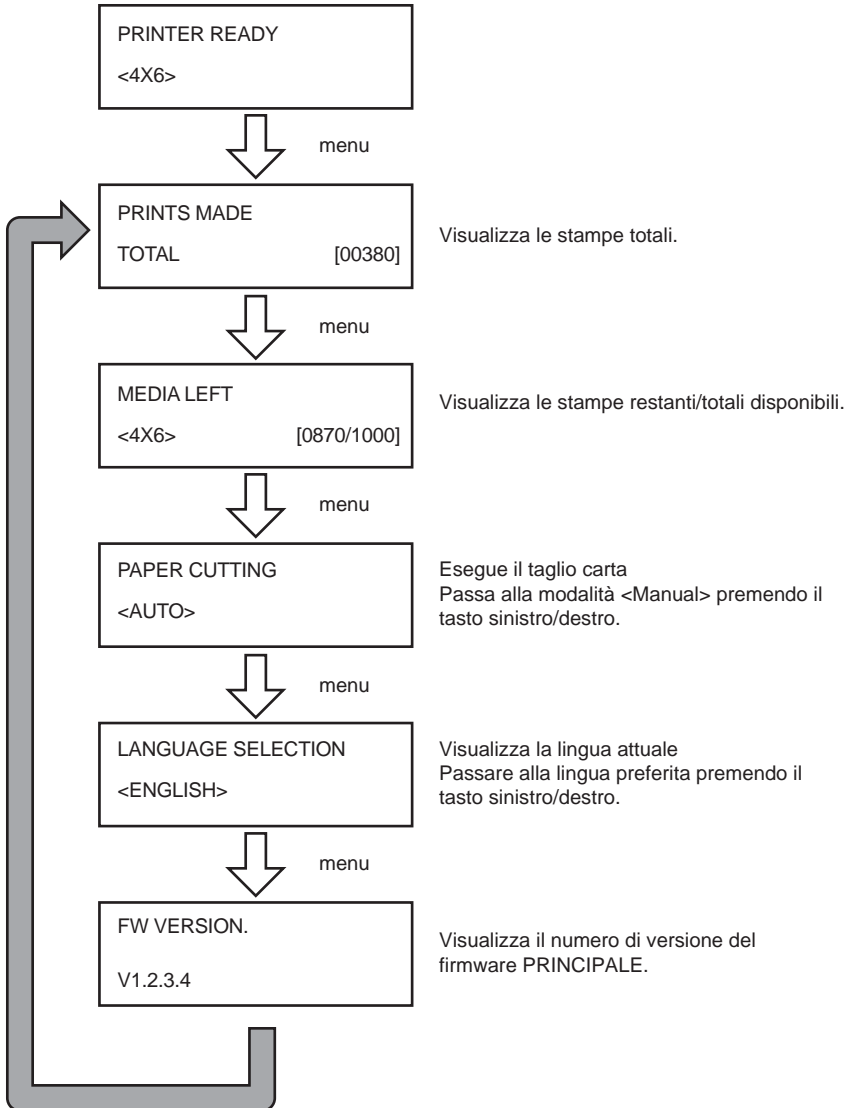 PRINTER READY
<4X6>
menu
PRINTS MADE
TOTAL [00380]
Visualizza le stampe totali.
menu
MEDIA LEFT
<4X6> [0870/1000]
Visualizza le stampe restanti/totali disponibili.
menu
PAPER CUTTING
<AUTO>
Esegue il taglio carta
Passa alla modalità <Manual> premendo il
tasto sinistro/destro.
menu
LANGUAGE SELECTION
<ENGLISH>
Visualizza la lingua attuale
Passare alla lingua preferita premendo il
tasto sinistro/destro.
menu
FW VERSION.
V1.2.3.4
Visualizza il numero di versione del
firmware PRINCIPALE.